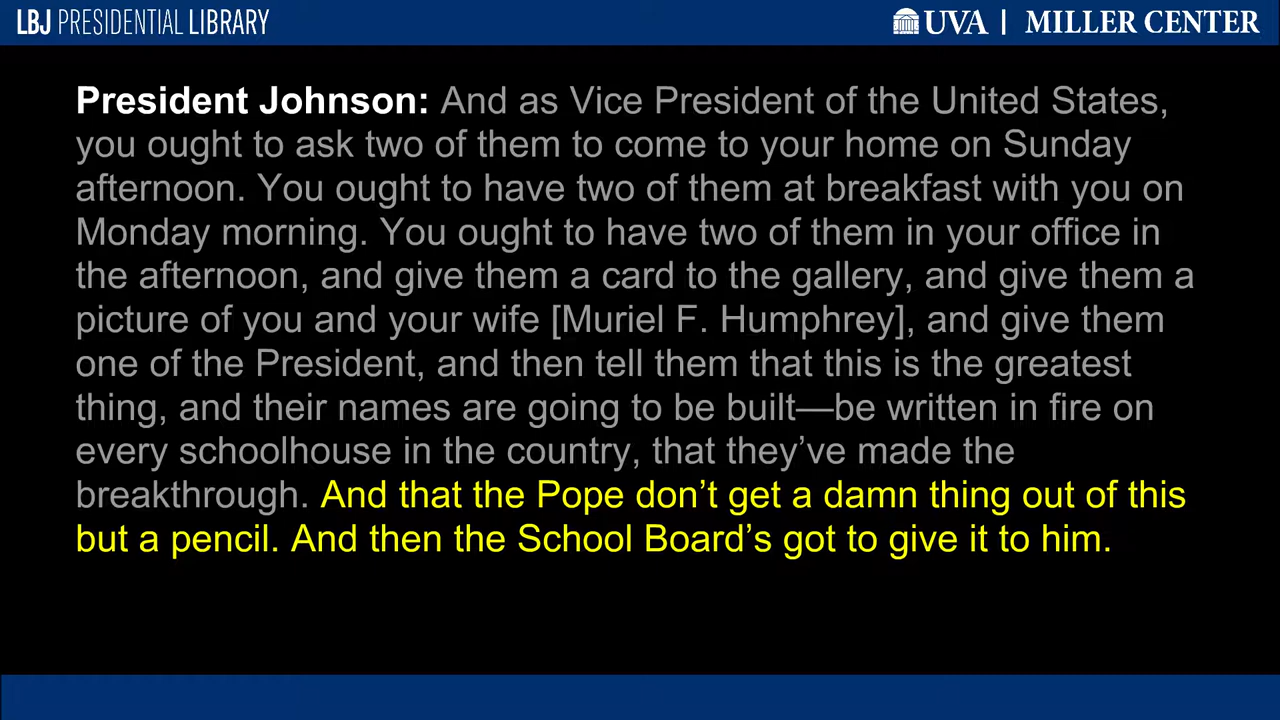 LBJ PRESIDENTIAL LIBRARY
UVA | MILLER CENTER
President Johnson: And as Vice President of the United States,
you ought to ask two of them to come to your home on Sunday
afternoon. You ought to have two of them at breakfast with you on
Monday morning. You ought to have two of them in your office in
the afternoon, and give them a card to the gallery, and give them a
picture of you and your wife [Muriel F. Humphrey], and give them
one of the President, and then tell them that this is the greatest
thing, and their names are going to be built—be written in fire on
every schoolhouse in the country, that they’ve made the
breakthrough. And that the Pope don’t get a damn thing out of this
but a pencil. And then the School Board’s got to give it to him.